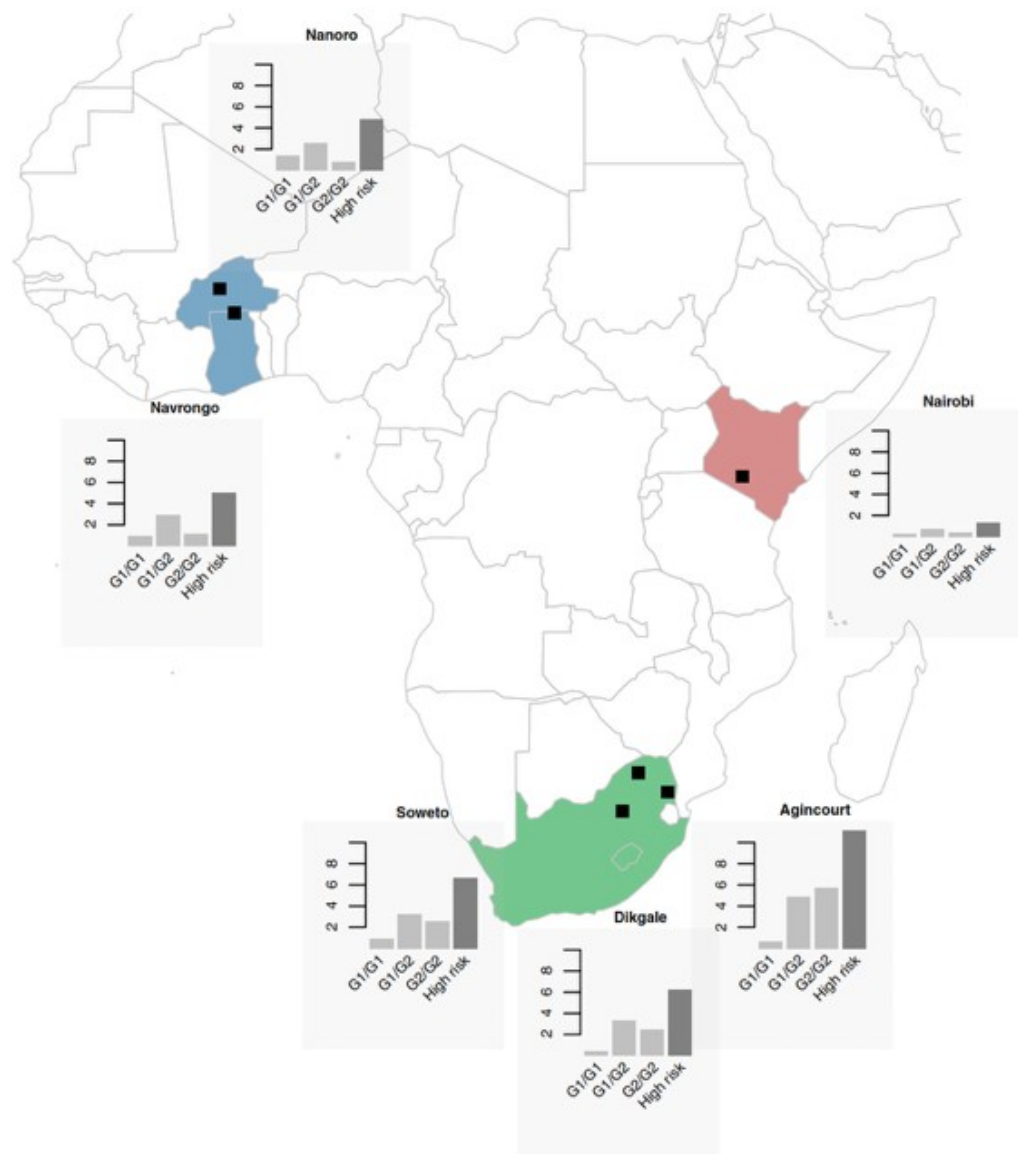 Nanoro
8
6
4
2
G1/G1
G1/G2
G2/G2
High risk
Navrongo
8
6
4
2
G1/G1
G1/G2
G2/G2
High risk
Nairobi
8
6
4
2
G1/G1
G1/G2
G2/G2
High risk
Soweto
8
6
4
2
G1/G1
G1/G2
G2/G2
High risk
Agincourt
8
6
4
2
G1/G1
G1/G2
G2/G2
High risk
Dikgale
8
6
4
2
G1/G1
G1/G2
G2/G2
High risk